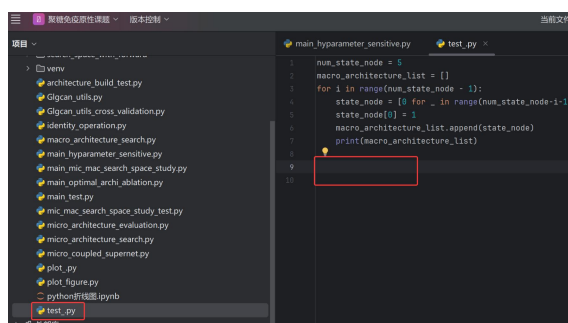 聚糖免疫原性课题 版本控制 当前文件
项目
main_hyparameter_sensitive.py test_.py
venv
architecture_build_test.py
Glgcan_utils.py
Glgcan_utils_cross_validation.py
identity_operation.py
macro_architecture_search.py
main_hyparameter_sensitive.py
main_mic_mac_search_space_study.py
main_optimal_archi_ablation.py
main_test.py
mic_mac_search_space_study_test.py
micro_architecture_evaluation.py
micro_architecture_search.py
micro_coupled_supernet.py
plot_.py
plot_figure.py
python折线图.ipynb
test_.py
1 num_state_node = 5
2 macro_architecture_list = []
3 for i in range(num_state_node - 1):
4 state_node = [0 for _ in range(num_state_node-i-1
5 state_node[0] = 1
6 macro_architecture_list.append(state_node)
7 print(macro_architecture_list)
8
9
10